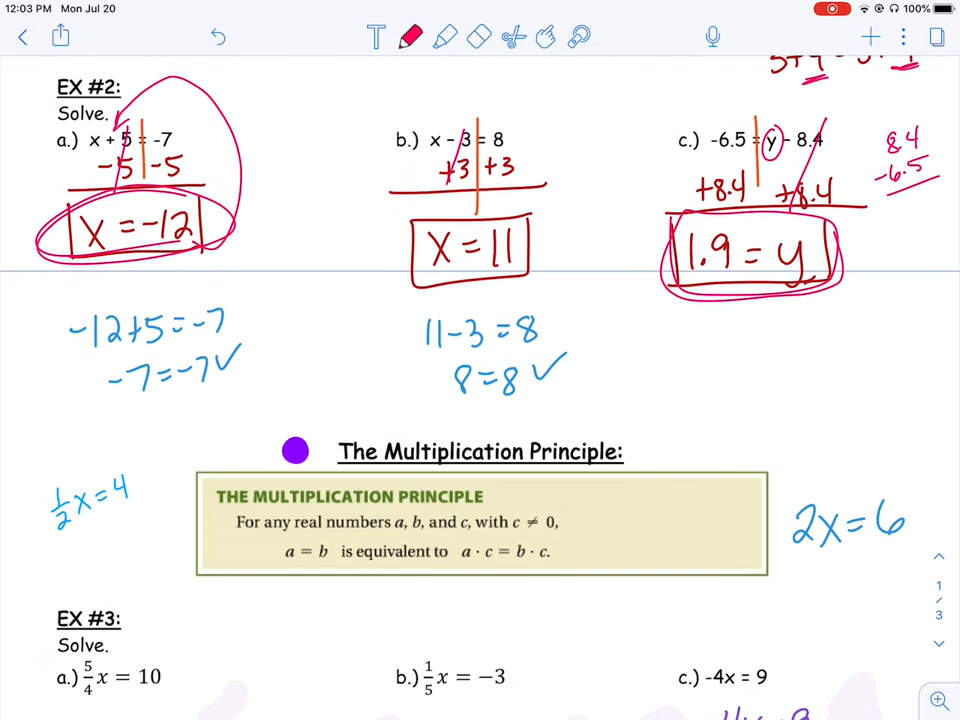 12:03 PM Mon Jul 20
100%
EX #2:
Solve.
a.) x + 5 = -7
-5 -5
x = -12
-12+5=-7
-7=-7✓
b.) x - 3 = 8
+3 +3
x = 11
11-3=8
8=8✓
c.) -6.5 = y - 8.4
+8.4 +8.4
1.9 = y
8.4
-6.5
The Multiplication Principle:
½x=4
THE MULTIPLICATION PRINCIPLE
For any real numbers a, b, and c, with c ≠ 0,
a = b is equivalent to a · c = b · c.
2x=6
1
/
3
EX #3:
Solve.
a.) 5/4 x = 10
b.) 1/5 x = −3
c.) -4x = 9